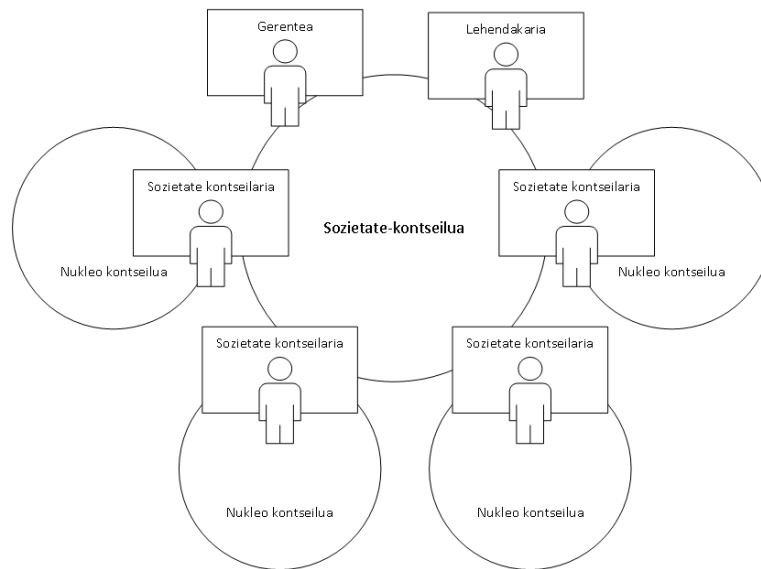 Gerentea
Lehendakaria
Sozietate kontseilaria
Sozietate kontseilaria
Sozietate-kontseilua
Nukleo kontseilua
Nukleo kontseilua
Sozietate kontseilaria
Sozietate kontseilaria
Nukleo kontseilua
Nukleo kontseilua